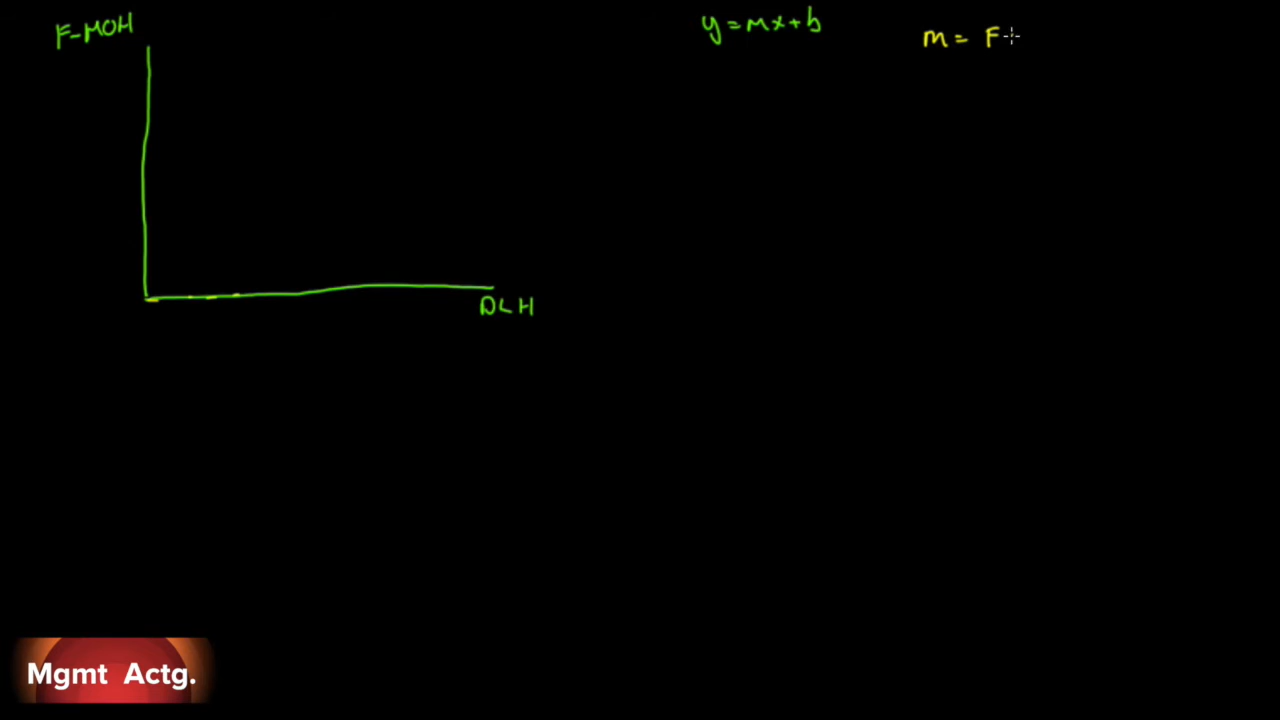 F-MOH
y = mx + b
m = F
DLH
Mgmt Actg.